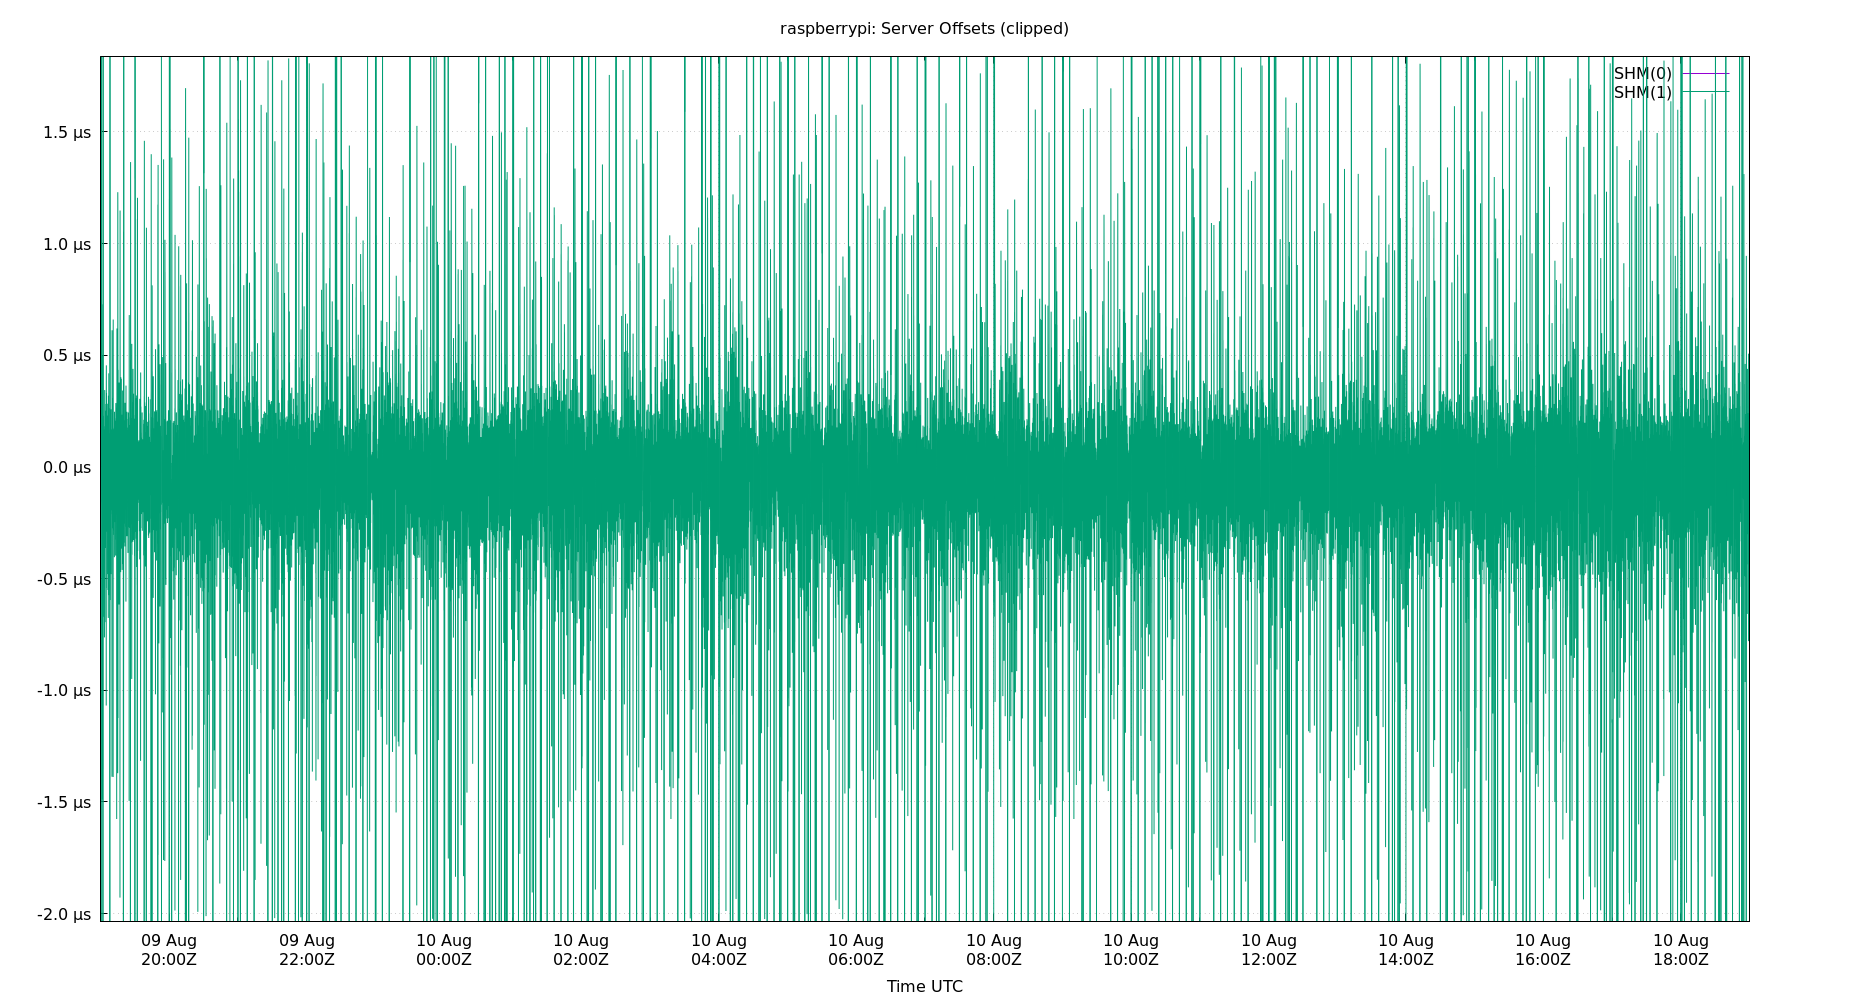 raspberrypi: Server Offsets (clipped)
SHM(0)
SHM(1)
1.5 µs
1.0 µs
0.5 µs
0.0 µs
-0.5 µs
-1.0 µs
-1.5 µs
-2.0 µs
09 Aug 09 Aug 10 Aug 10 Aug 10 Aug 10 Aug 10 Aug 10 Aug 10 Aug 10 Aug 10 Aug 10 Aug
20:00Z 22:00Z 00:00Z 02:00Z 04:00Z 06:00Z 08:00Z 10:00Z 12:00Z 14:00Z 16:00Z 18:00Z
Time UTC